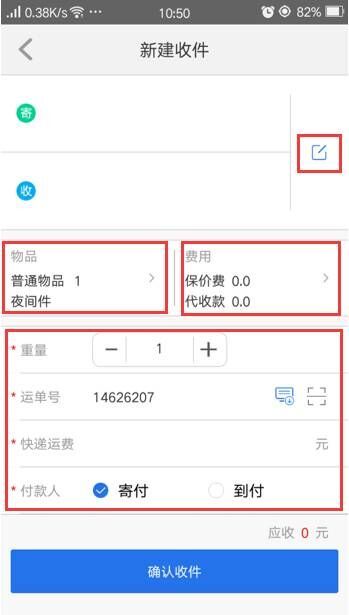 0.38K/s ··· 10:50 82%
新建收件
寄
收
物品
普通物品 1
夜间件
费用
保价费 0.0
代收款 0.0
* 重量 1
* 运单号 14626207
* 快递运费 元
* 付款人 寄付 到付
应收 0 元
确认收件